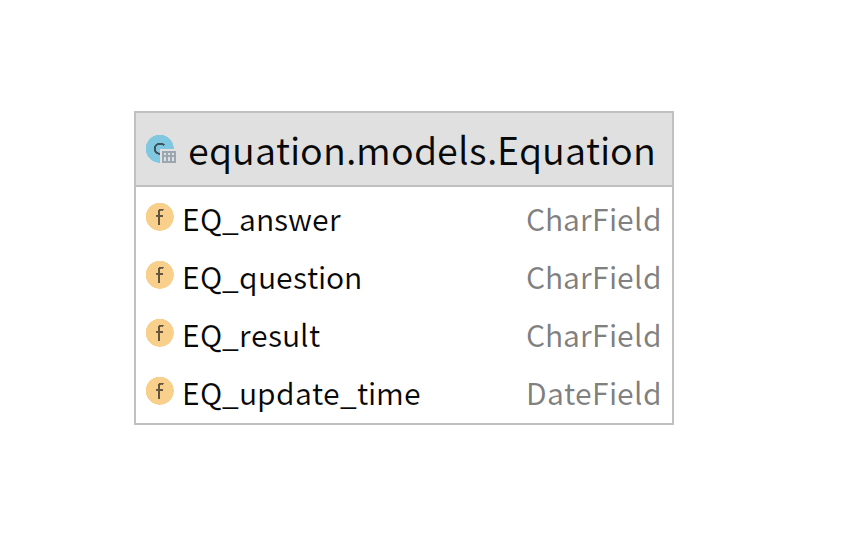 equation.models.Equation
EQ_answer CharField
EQ_question CharField
EQ_result CharField
EQ_update_time DateField